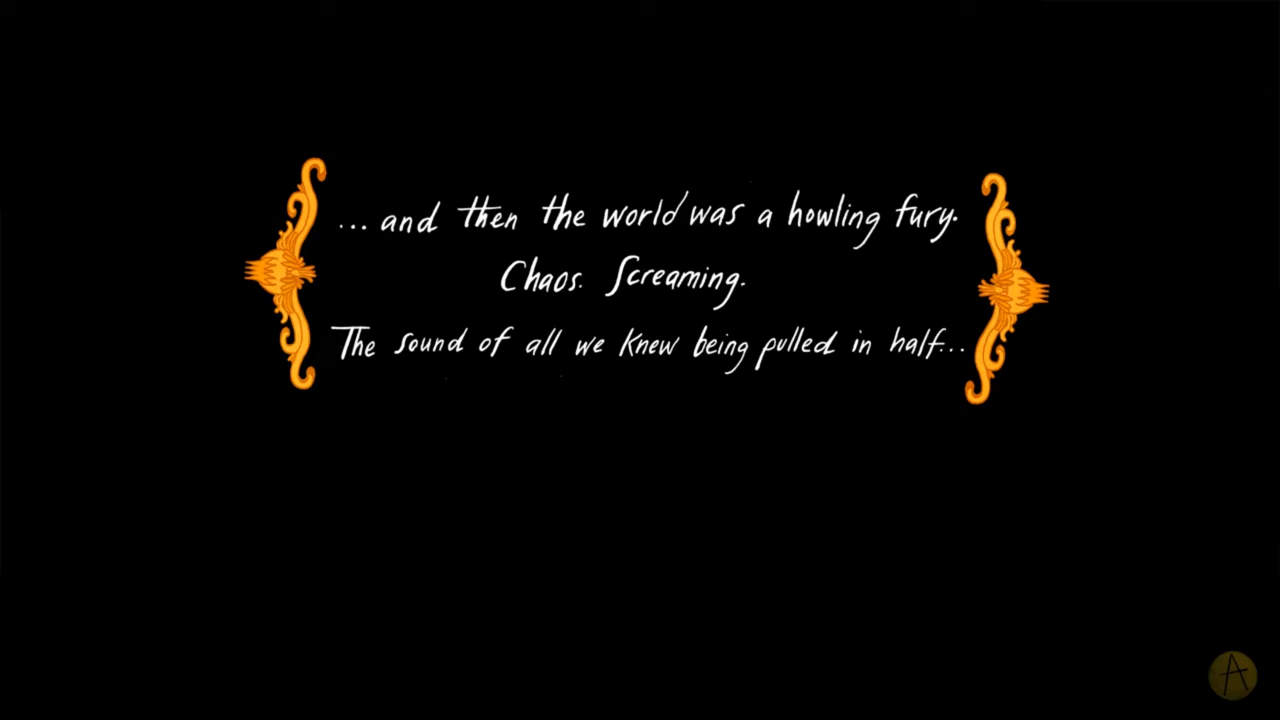 ...and then the world was a howling fury.
Chaos. Screaming.
The sound of all we knew being pulled in half...
A